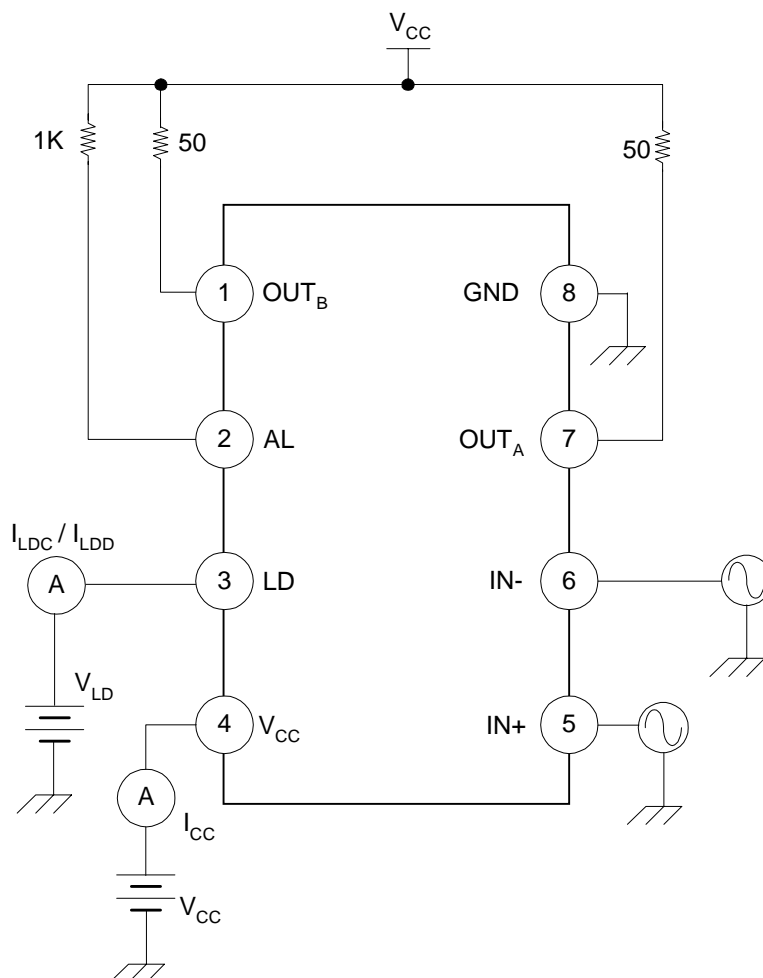 VCC
1K
50
50
1 OUTB
GND 8
2 AL
OUTA 7
ILDC / ILDD
A
3 LD
IN- 6
VLD
4 VCC
IN+ 5
A
ICC
VCC